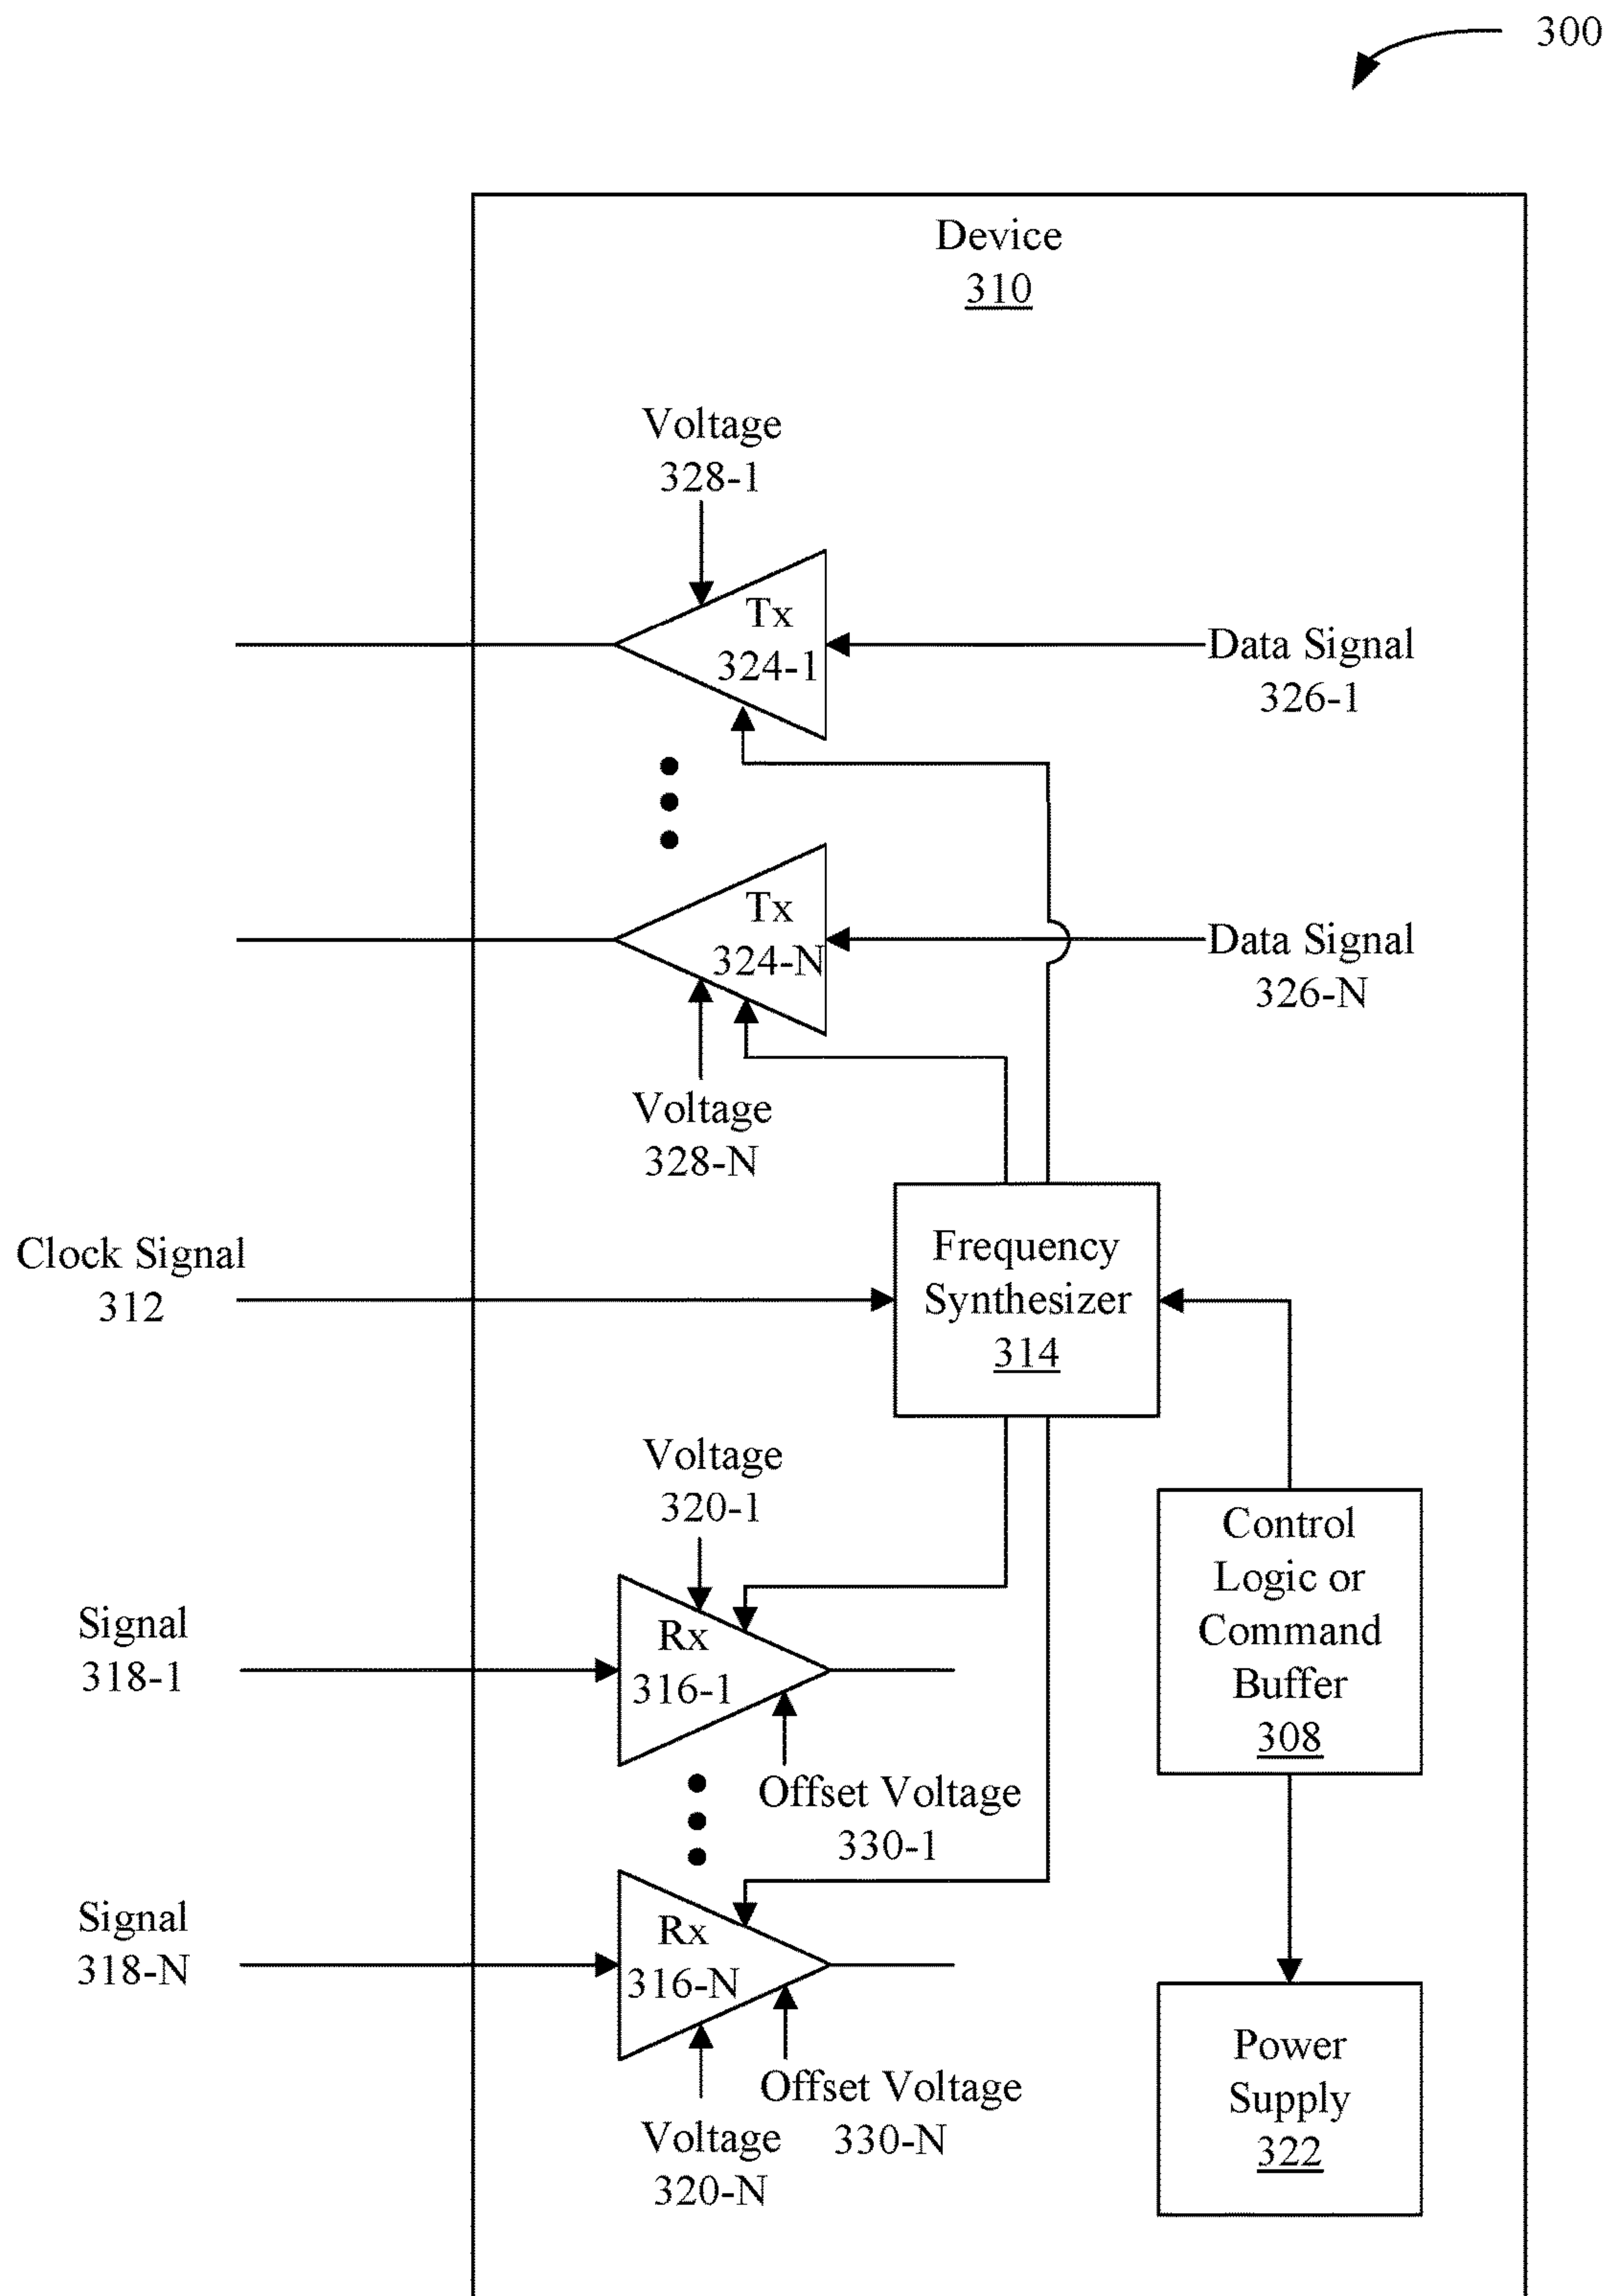 300
Device
310
Voltage
328-1
Tx
324-1
Data Signal
326-1
Tx
324-N
Data Signal
326-N
Voltage
328-N
Clock Signal
312
Frequency
Synthesizer
314
Voltage
320-1
Control
Logic or
Command
Buffer
308
Signal
318-1
Rx
316-1
Offset Voltage
330-1
Signal
318-N
Rx
316-N
Offset Voltage
330-N
Voltage
320-N
Power
Supply
322